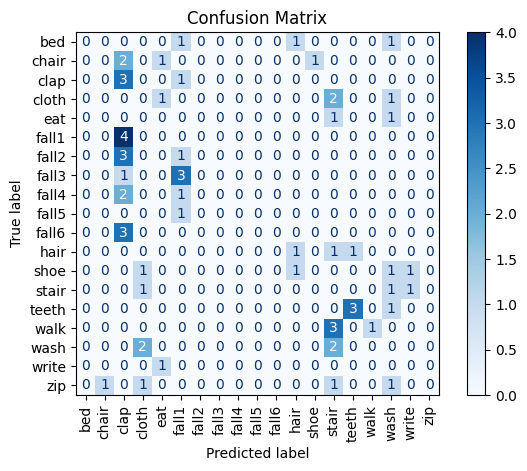 Confusion Matrix
True label
bed 0 0 0 0 0 1 0 0 0 0 0 1 0 0 0 0 1 0 0
chair 0 0 2 0 1 0 0 0 0 0 0 0 1 0 0 0 0 0 0
clap 0 0 3 0 0 1 0 0 0 0 0 0 0 0 0 0 0 0 0
cloth 0 0 0 0 1 0 0 0 0 0 0 0 0 2 0 0 1 0 0
eat 0 0 0 0 0 0 0 0 0 0 0 0 0 1 0 0 1 0 0
fall1 0 0 4 0 0 0 0 0 0 0 0 0 0 0 0 0 0 0 0
fall2 0 0 3 0 0 1 0 0 0 0 0 0 0 0 0 0 0 0 0
fall3 0 0 1 0 0 3 0 0 0 0 0 0 0 0 0 0 0 0 0
fall4 0 0 2 0 0 1 0 0 0 0 0 0 0 0 0 0 0 0 0
fall5 0 0 0 0 0 1 0 0 0 0 0 0 0 0 0 0 0 0 0
fall6 0 0 3 0 0 0 0 0 0 0 0 0 0 0 0 0 0 0 0
hair 0 0 0 0 0 0 0 0 0 0 0 1 0 1 1 0 0 0 0
shoe 0 0 0 1 0 0 0 0 0 0 0 1 0 0 0 0 1 1 0
stair 0 0 0 1 0 0 0 0 0 0 0 0 0 0 0 0 1 1 0
teeth 0 0 0 0 0 0 0 0 0 0 0 0 0 0 3 0 1 0 0
walk 0 0 0 0 0 0 0 0 0 0 0 0 0 3 0 1 0 0 0
wash 0 0 0 2 0 0 0 0 0 0 0 0 0 2 0 0 0 0 0
write 0 0 0 0 1 0 0 0 0 0 0 0 0 0 0 0 0 0 0
zip 0 1 0 1 0 0 0 0 0 0 0 0 0 1 0 0 1 0 0
bed chair clap cloth eat fall1 fall2 fall3 fall4 fall5 fall6 hair shoe stair teeth walk wash write zip
Predicted label
4.0
3.5
3.0
2.5
2.0
1.5
1.0
0.5
0.0